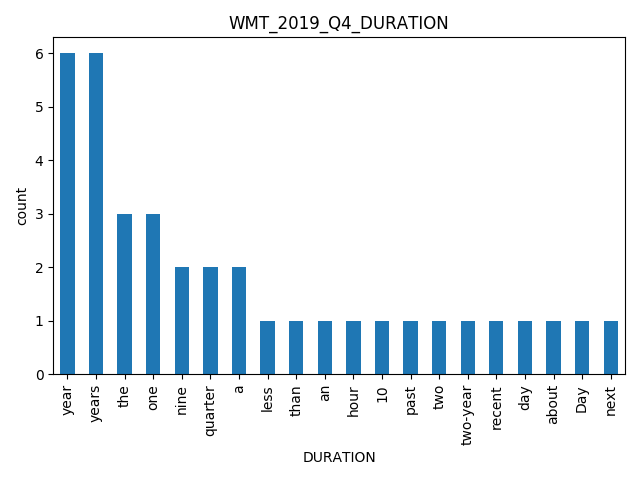 WMT_2019_Q4_DURATION
6
5
4
3
2
1
0
count
year
years
the
one
nine
quarter
a
less
than
an
hour
10
past
two
two-year
recent
day
about
Day
next
DURATION